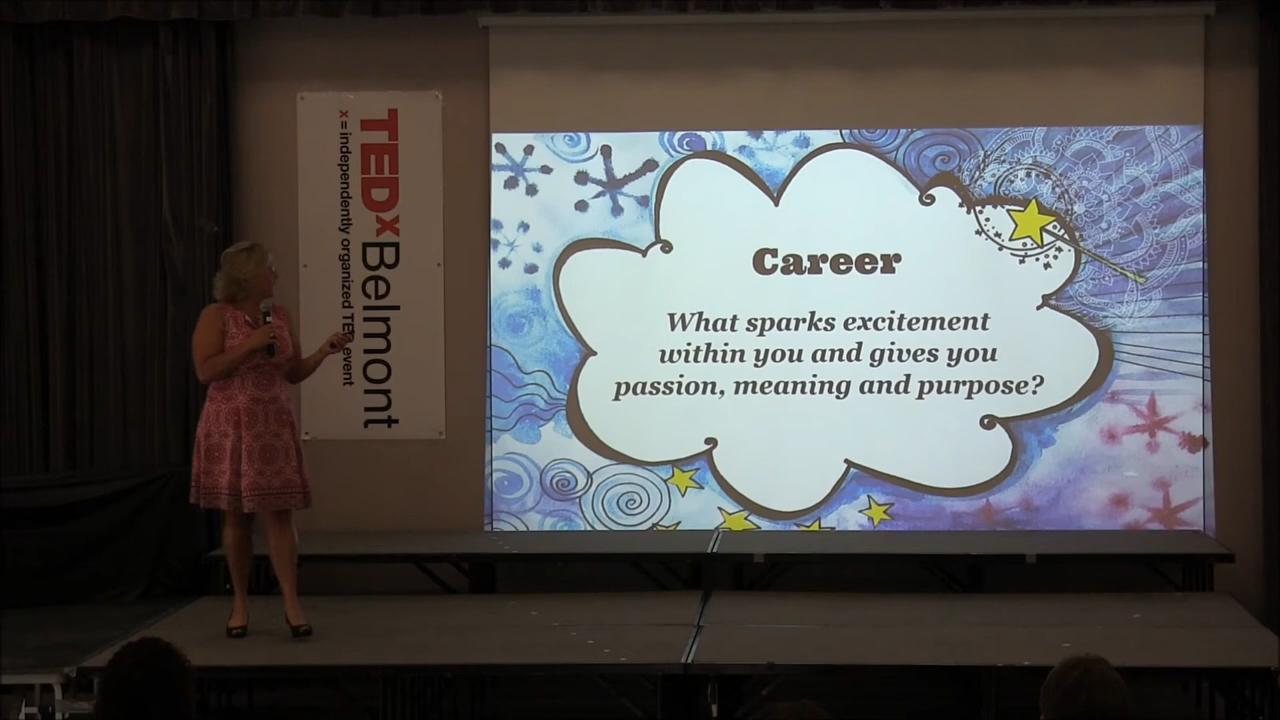 TEDxBelmont
x = independently organized TED event
Career
What sparks excitement
within you and gives you
passion, meaning and purpose?